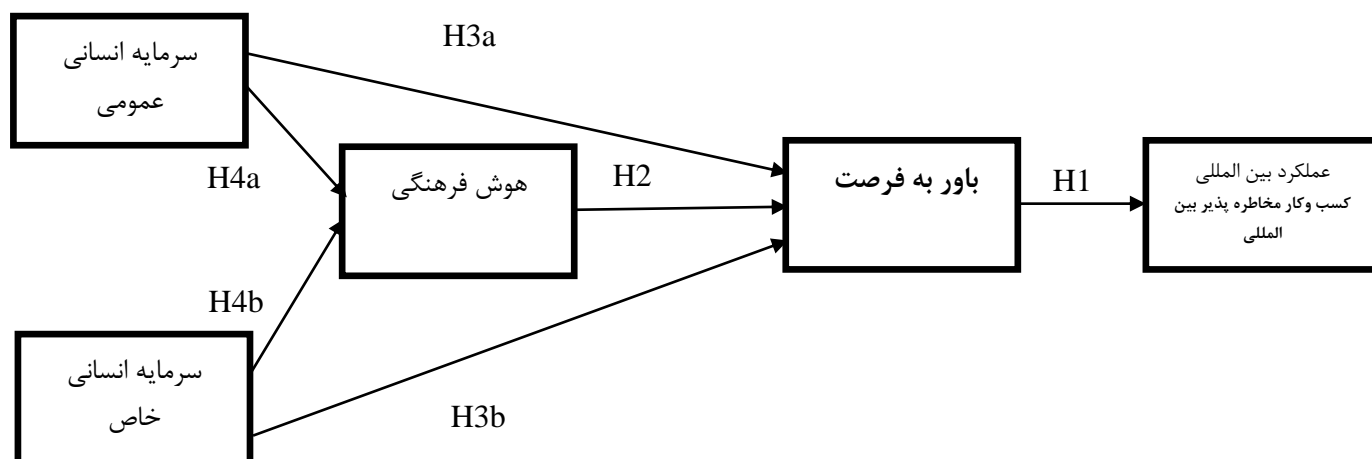 سرمایه انسانی
عمومی
H3a
H4a
هوش فرهنگی
H2
باور به فرصت
H1
عملکرد بین المللی
کسب وکار مخاطره پذیر بین
المللی
H4b
سرمایه انسانی
خاص
H3b